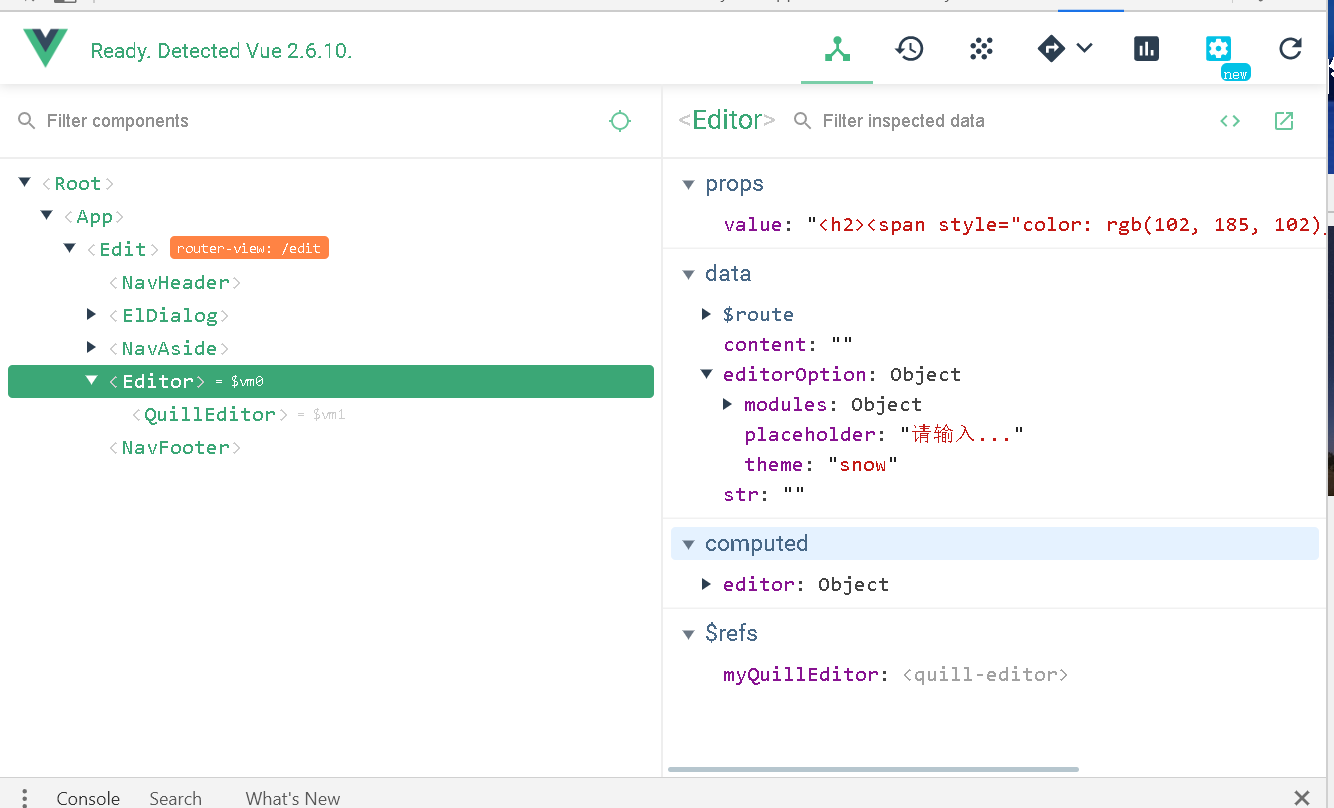 Ready. Detected Vue 2.6.10.
new
Filter components
<Root>
<App>
<Edit> router-view: /edit
<NavHeader>
<ElDialog>
<NavAside>
<Editor> = $vm0
<QuillEditor> = $vm1
<NavFooter>
<Editor> Filter inspected data
props
value: "<h2><span style="color: rgb(102, 185, 102)
data
$route
content: ""
editorOption: Object
modules: Object
placeholder: "请输入..."
theme: "snow"
str: ""
computed
editor: Object
$refs
myQuillEditor: <quill-editor>
Console Search What's New